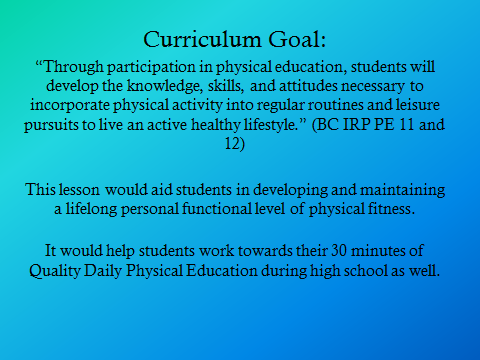 Curriculum Goal:
“Through participation in physical education, students will
develop the knowledge, skills, and attitudes necessary to
incorporate physical activity into regular routines and leisure
pursuits to live an active healthy lifestyle.” (BC IRP PE 11 and
12)
This lesson would aid students in developing and maintaining
a lifelong personal functional level of physical fitness.
It would help students work towards their 30 minutes of
Quality Daily Physical Education during high school as well.